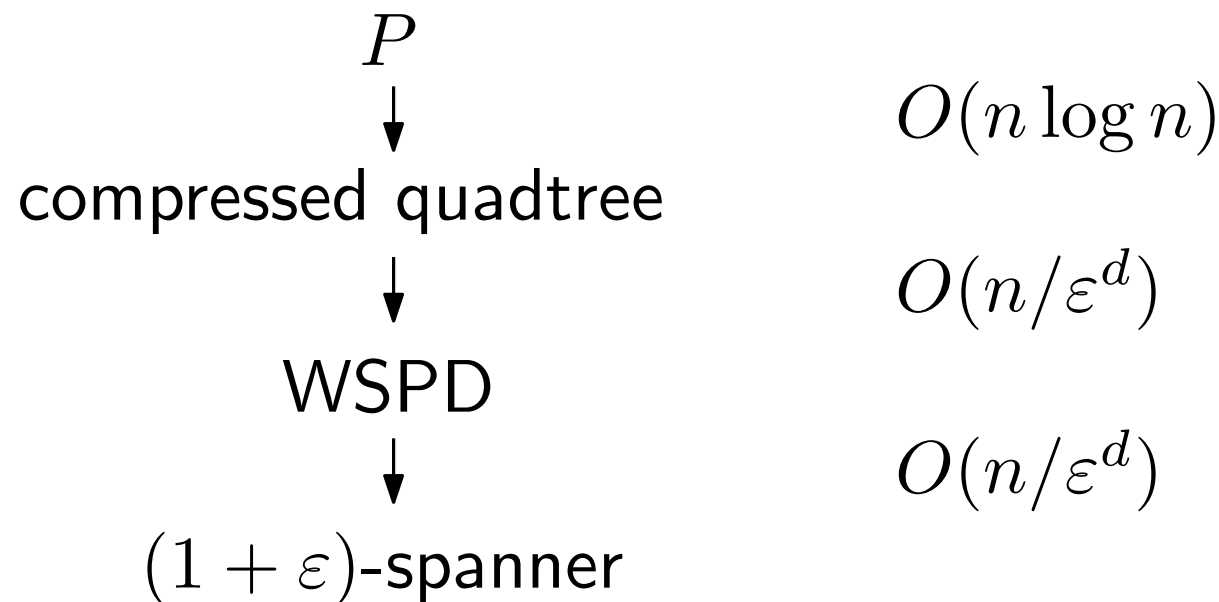 P
O(n log n)
compressed quadtree
O(n/ε^d)
WSPD
O(n/ε^d)
(1 + ε)-spanner